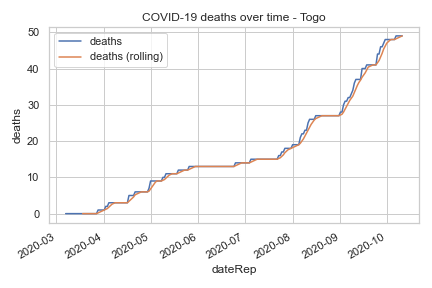 COVID-19 deaths over time - Togo
deaths
deaths (rolling)
50
40
30
20
10
0
deaths
2020-03
2020-04
2020-05
2020-06
2020-07
2020-08
2020-09
2020-10
dateRep